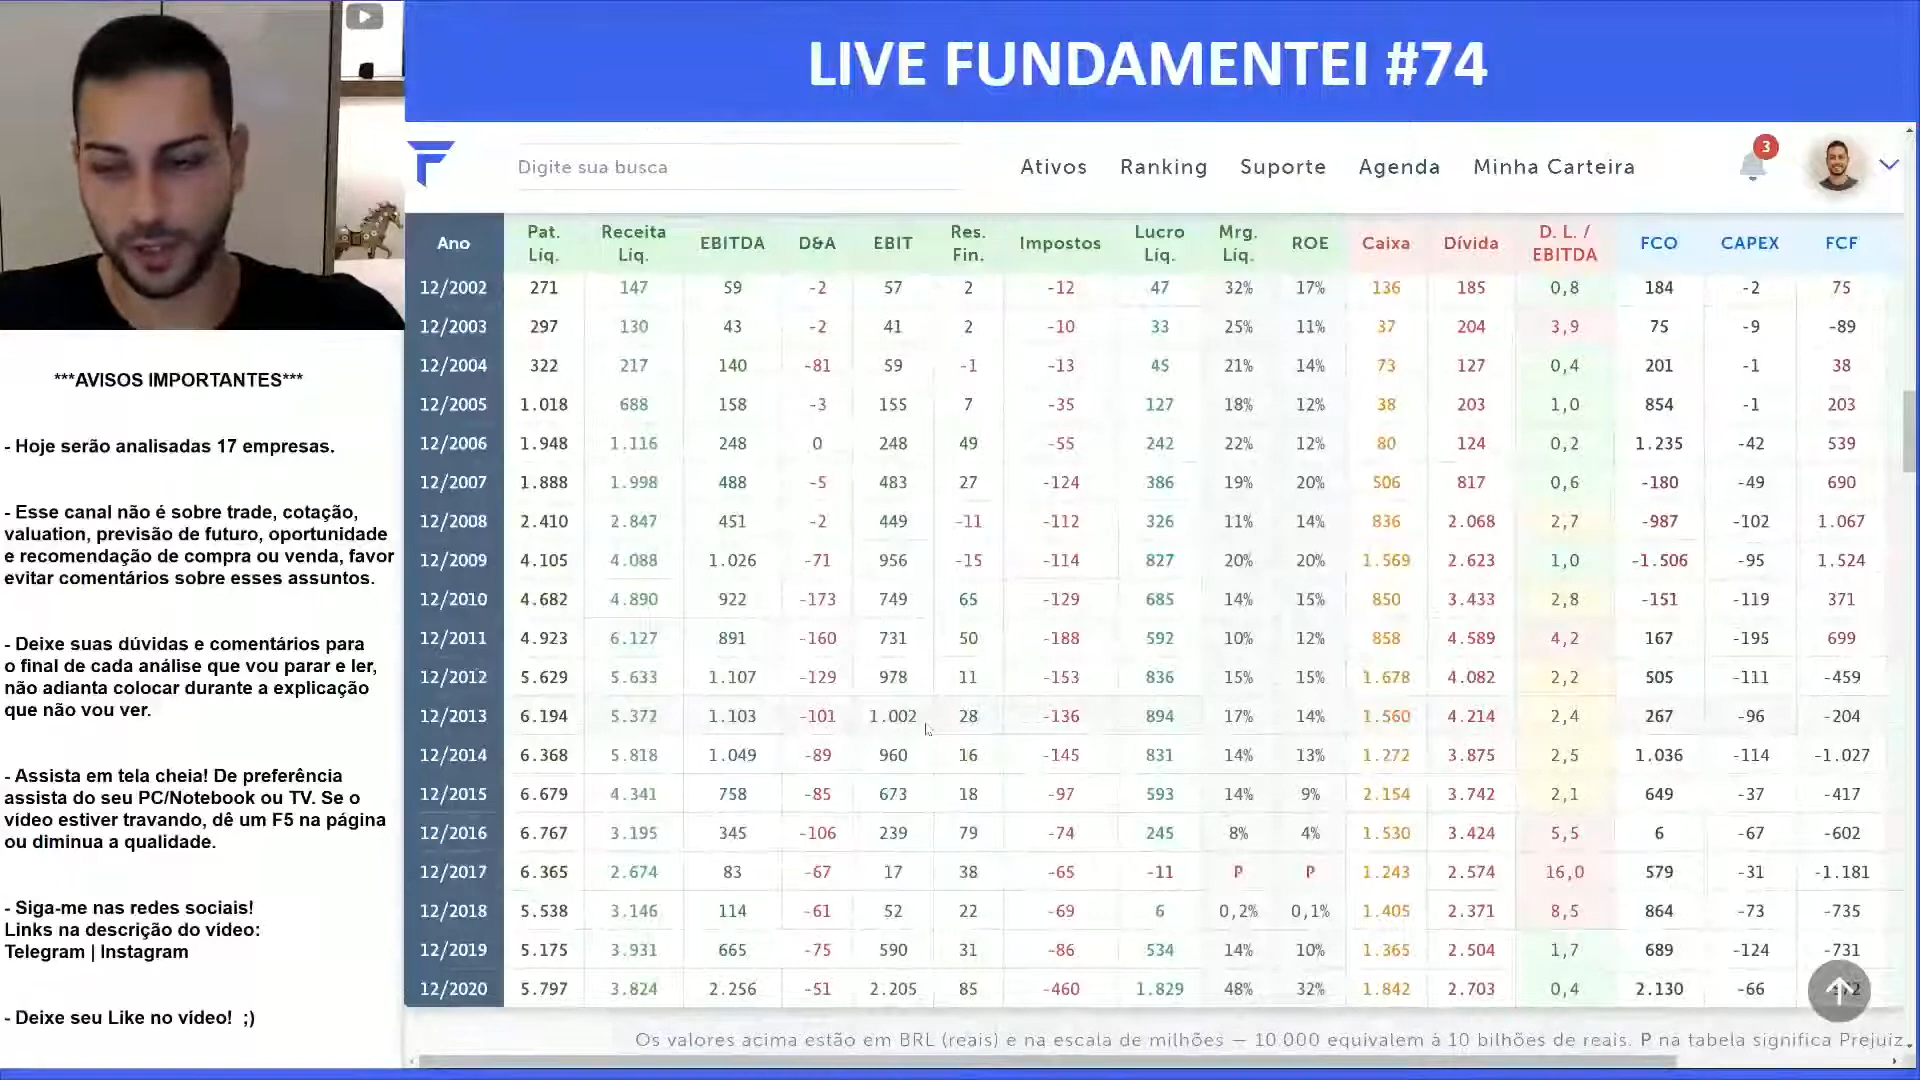 LIVE FUNDAMENTEI #74
Digite sua busca
Ativos Ranking Suporte Agenda Minha Carteira
3
***AVISOS IMPORTANTES***
- Hoje serão analisadas 17 empresas.
- Esse canal não é sobre trade, cotação,
valuation, previsão de futuro, oportunidade
e recomendação de compra ou venda, favor
evitar comentários sobre esses assuntos.
- Deixe suas dúvidas e comentários para
o final de cada análise que vou parar e ler,
não adianta colocar durante a explicação
que não vou ver.
- Assista em tela cheia! De preferência
assista do seu PC/Notebook ou TV. Se o
vídeo estiver travando, dê um F5 na página
ou diminua a qualidade.
- Siga-me nas redes sociais!
Links na descrição do vídeo:
Telegram | Instagram
- Deixe seu Like no vídeo! ;)
Ano Pat. Liq. Receita Liq. EBITDA D&A EBIT Res. Fin. Impostos Lucro Liq. Mrg. Liq. ROE Caixa Dívida D. L. / EBITDA FCO CAPEX FCF
12/2002 271 147 59 -2 57 2 -12 47 32% 17% 136 185 0,8 184 -2 75
12/2003 297 130 43 -2 41 2 -10 33 25% 11% 37 204 3,9 75 -9 -89
12/2004 322 217 140 -81 59 -1 -13 45 21% 14% 73 127 0,4 201 -1 38
12/2005 1.018 688 158 -3 155 7 -35 127 18% 12% 38 203 1,0 854 -1 203
12/2006 1.948 1.116 248 0 248 49 -55 242 22% 12% 80 124 0,2 1.235 -42 539
12/2007 1.888 1.998 488 -5 483 27 -124 386 19% 20% 506 817 0,6 -180 -49 690
12/2008 2.410 2.847 451 -2 449 -11 -112 326 11% 14% 836 2.068 2,7 -987 -102 1.067
12/2009 4.105 4.088 1.026 -71 956 -15 -114 827 20% 20% 1.569 2.623 1,0 -1.506 -95 1.524
12/2010 4.682 4.890 922 -173 749 65 -129 685 14% 15% 850 3.433 2,8 -151 -119 371
12/2011 4.923 6.127 891 -160 731 50 -188 592 10% 12% 858 4.589 4,2 167 -195 699
12/2012 5.629 5.633 1.107 -129 978 11 -153 836 15% 15% 1.678 4.082 2,2 505 -111 -459
12/2013 6.194 5.372 1.103 -101 1.002 28 -136 894 17% 14% 1.560 4.214 2,4 267 -96 -204
12/2014 6.368 5.818 1.049 -89 960 16 -145 831 14% 13% 1.272 3.875 2,5 1.036 -114 -1.027
12/2015 6.679 4.341 758 -85 673 18 -97 593 14% 9% 2.154 3.742 2,1 649 -37 -417
12/2016 6.767 3.195 345 -106 239 79 -74 245 8% 4% 1.530 3.424 5,5 6 -67 -602
12/2017 6.365 2.674 83 -67 17 38 -65 -11 P P 1.243 2.574 16,0 579 -31 -1.181
12/2018 5.538 3.146 114 -61 52 22 -69 6 0,2% 0,1% 1.405 2.371 8,5 864 -73 -735
12/2019 5.175 3.931 665 -75 590 31 -86 534 14% 10% 1.365 2.504 1,7 689 -124 -731
12/2020 5.797 3.824 2.256 -51 2.205 85 -460 1.829 48% 32% 1.842 2.703 0,4 2.130 -66
Os valores acima estão em BRL (reais) e na escala de milhões — 10 000 equivalem à 10 bilhões de reais. P na tabela significa Prejuíz